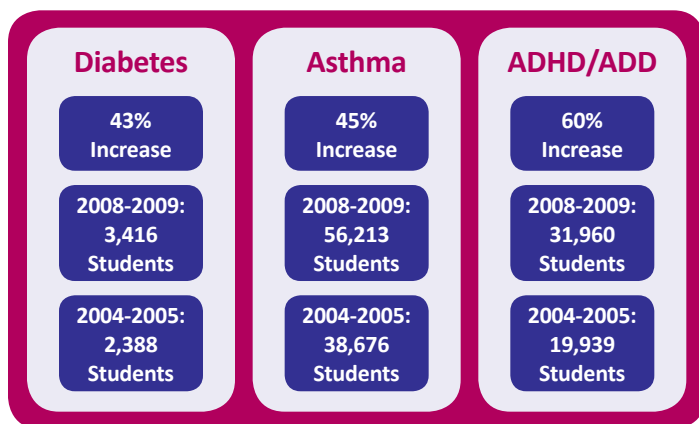 Diabetes
43%
Increase
2008-2009:
3,416
Students
2004-2005:
2,388
Students
Asthma
45%
Increase
2008-2009:
56,213
Students
2004-2005:
38,676
Students
ADHD/ADD
60%
Increase
2008-2009:
31,960
Students
2004-2005:
19,939
Students